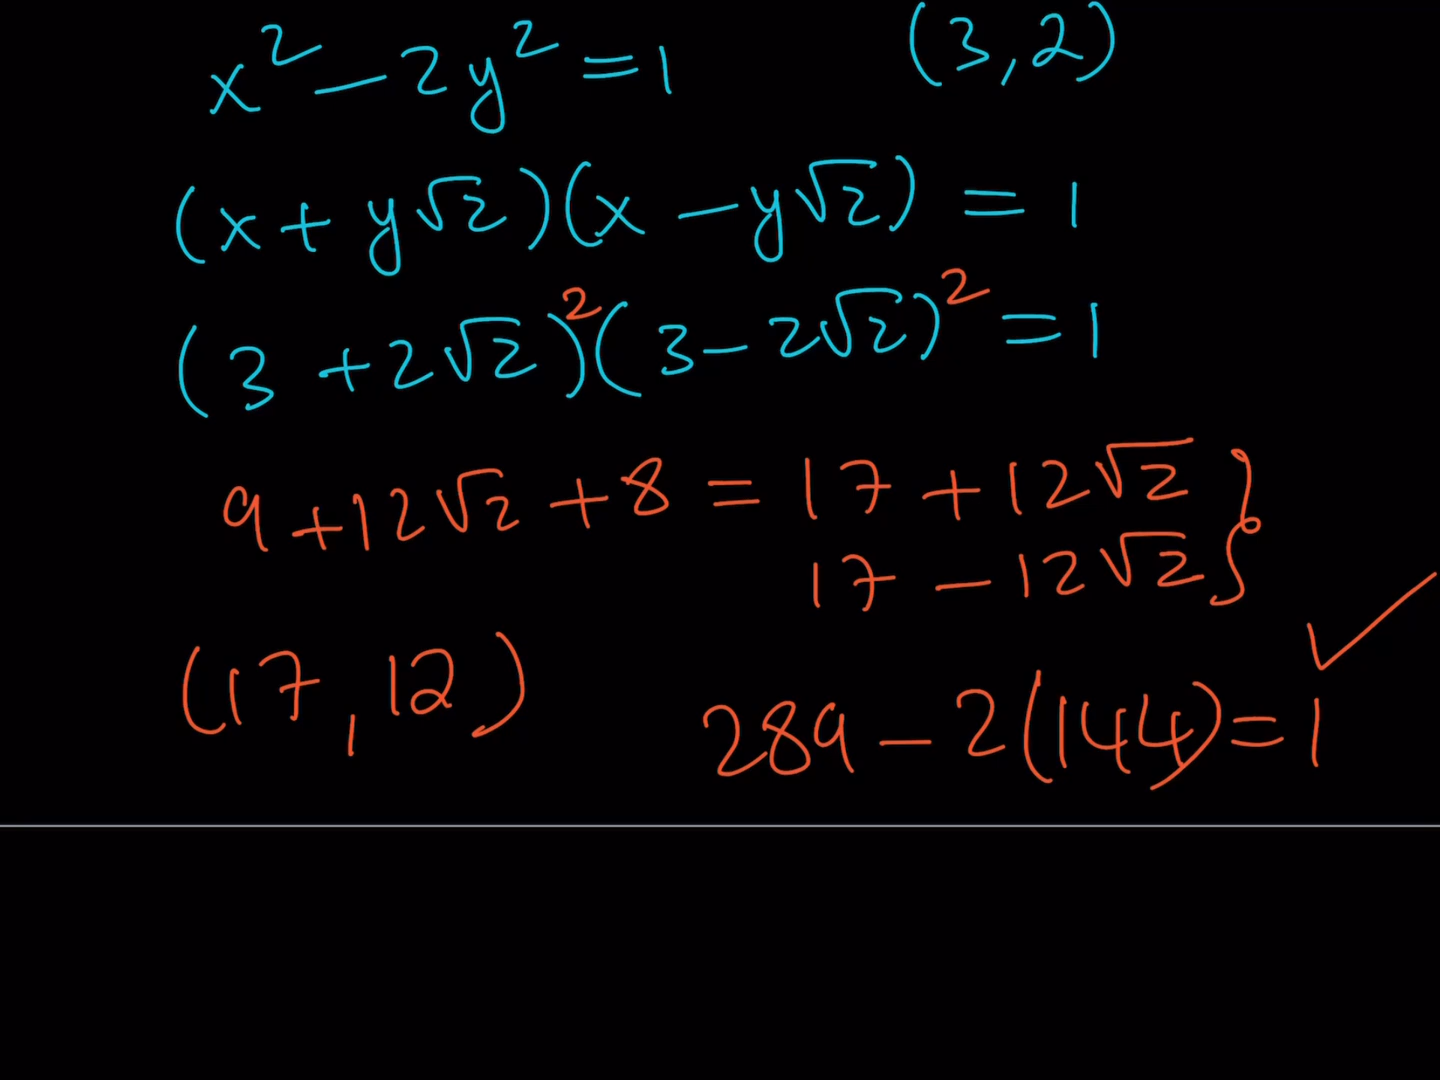 x² - 2y² = 1 (3,2)
(x + y√2)(x - y√2) = 1
(3 + 2√2)²(3 - 2√2)² = 1
9 + 12√2 + 8 = 17 + 12√2 }
17 - 12√2
(17,12) 289 - 2(144) = 1 ✓